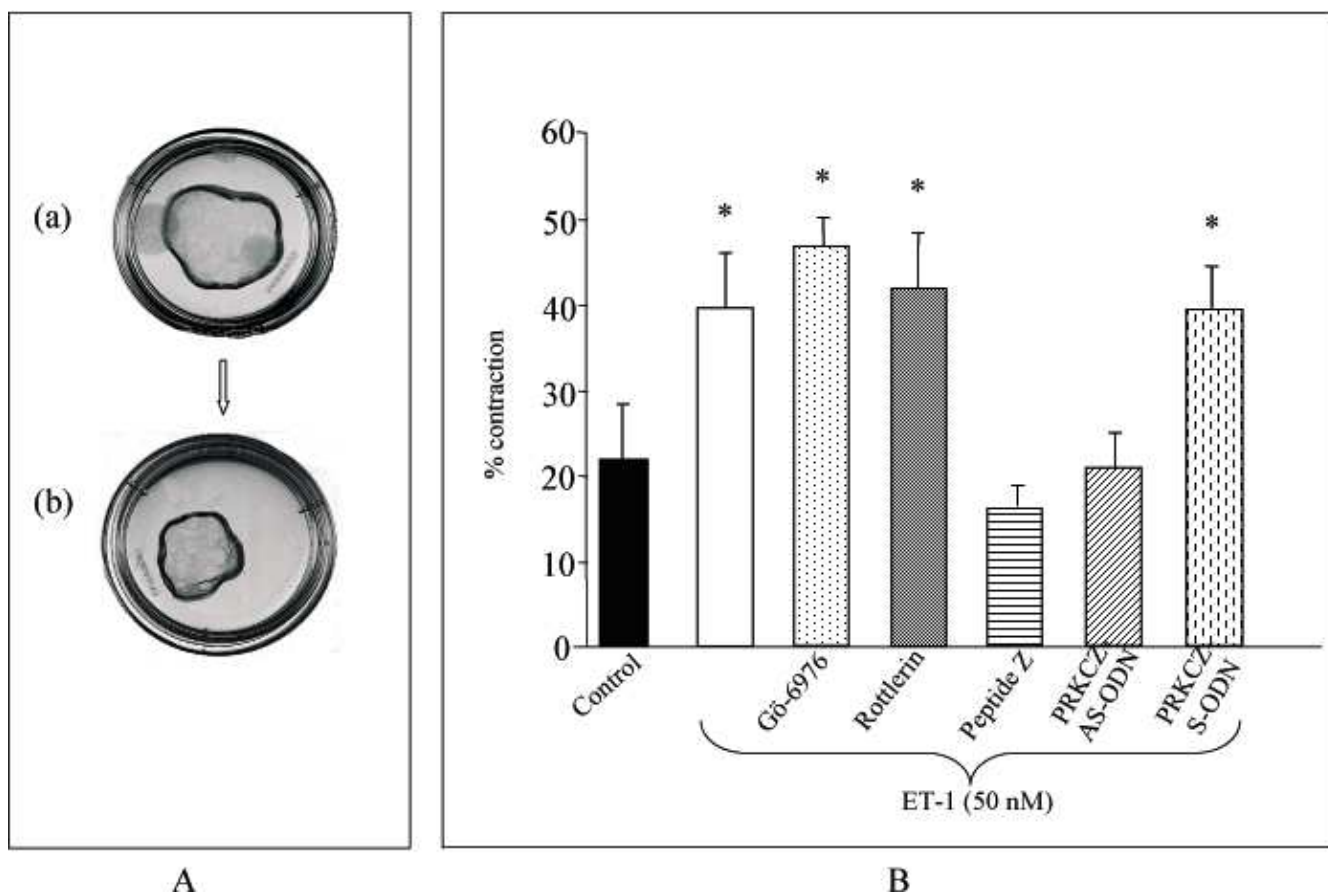 (a)
(b)
A
60
50
40
30
20
10
0
% contraction
*
*
*
*
Control
Gö-6976
Rottlerin
Peptide Z
PRKCZ
AS-ODN
PRKCZ
S-ODN
ET-1 (50 nM)
B